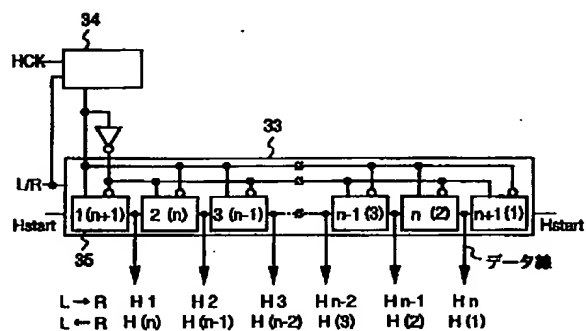 34
HCK
33
L/R
Hstart 1(n+1) 2 (n) 3 (n-1) n-1(3) n (2) n+1(1) Hstart
35
データ線
L→R H1 H2 H3 Hn-2 Hn-1 Hn
L←R H(n) H(n-1) H(n-2) H(3) H(2) H(1)